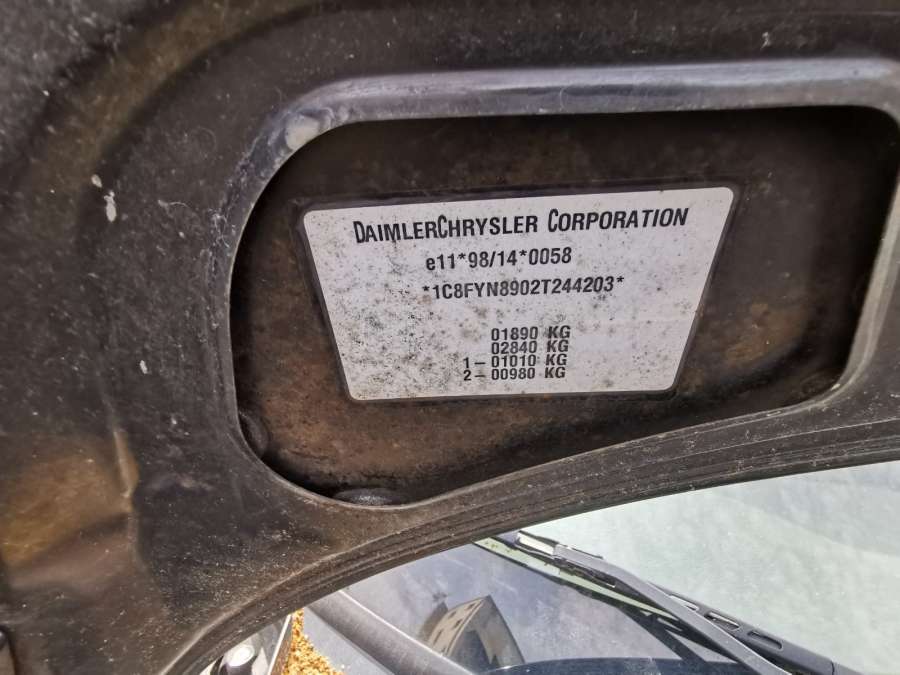 DaimlerChrysler Corporation
e11*98/14*0058
*1C8FYN8902T244203*
01890 KG
02840 KG
1– 01010 KG
2– 00980 KG